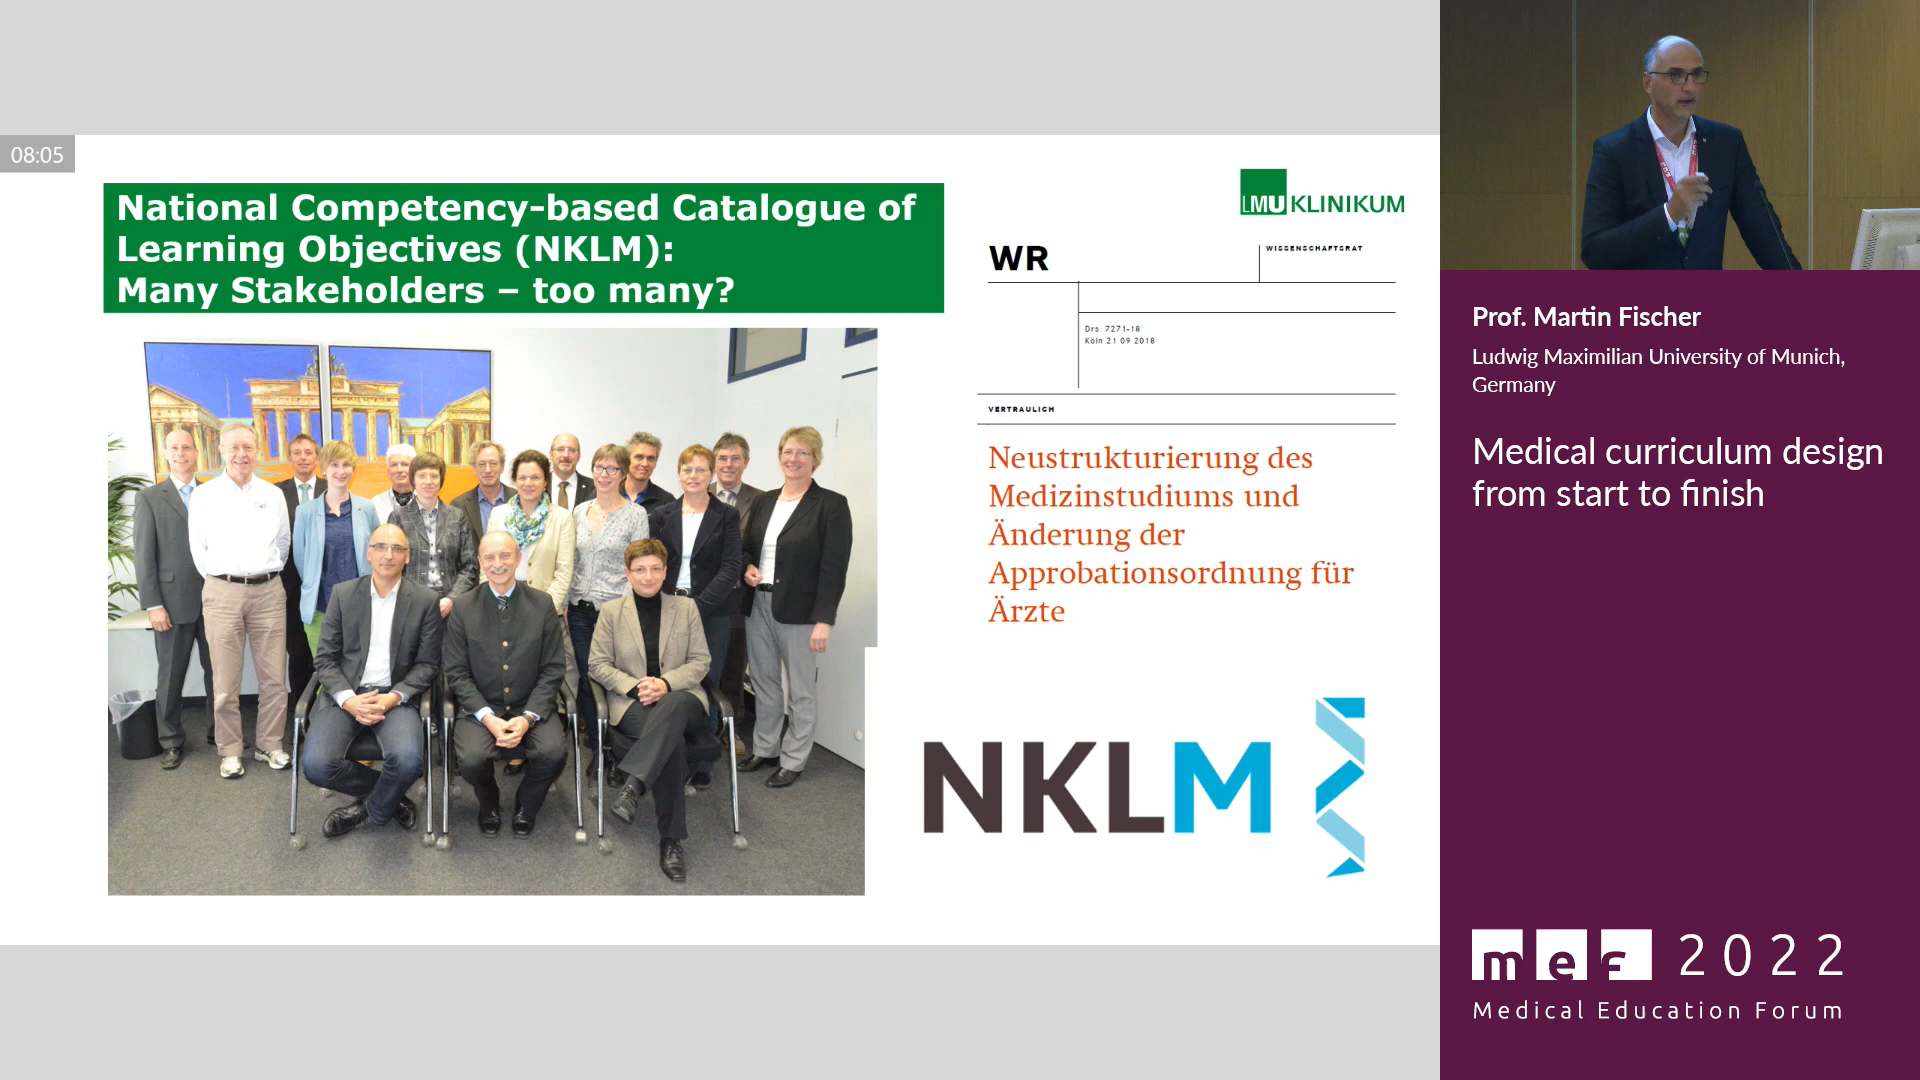 08:05
National Competency-based Catalogue of
Learning Objectives (NKLM):
Many Stakeholders – too many?
LMU KLINIKUM
WR
WISSENSCHAFTSRAT
Drs. 7271-18
Köln 21 09 2018
VERTRAULICH
Neustrukturierung des
Medizinstudiums und
Änderung der
Approbationsordnung für
Ärzte
NKLM
Prof. Martin Fischer
Ludwig Maximilian University of Munich,
Germany
Medical curriculum design
from start to finish
mef 2022
Medical Education Forum